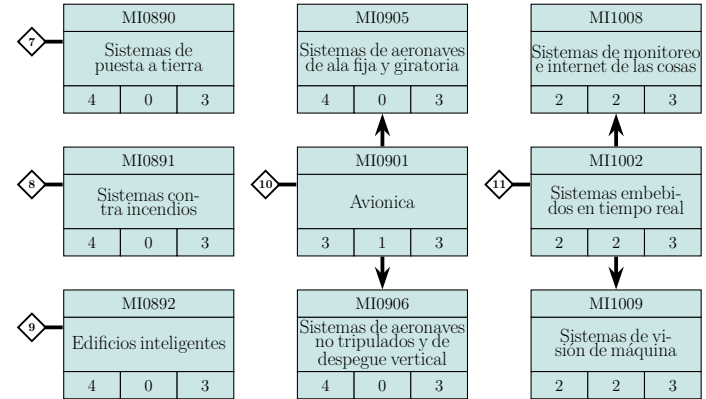 MI0890
7
Sistemas de
puesta a tierra
4 0 3
MI0905
Sistemas de aeronaves
de ala fija y giratoria
4 0 3
MI1008
Sistemas de monitoreo
e internet de las cosas
2 2 3
MI0891
8
Sistemas con-
tra incendios
4 0 3
MI0901
10
Avionica
3 1 3
MI1002
11
Sistemas embebi-
dos en tiempo real
2 2 3
MI0892
9
Edificios inteligentes
4 0 3
MI0906
Sistemas de aeronaves
no tripulados y de
despegue vertical
4 0 3
MI1009
Sistemas de vi-
sión de máquina
2 2 3